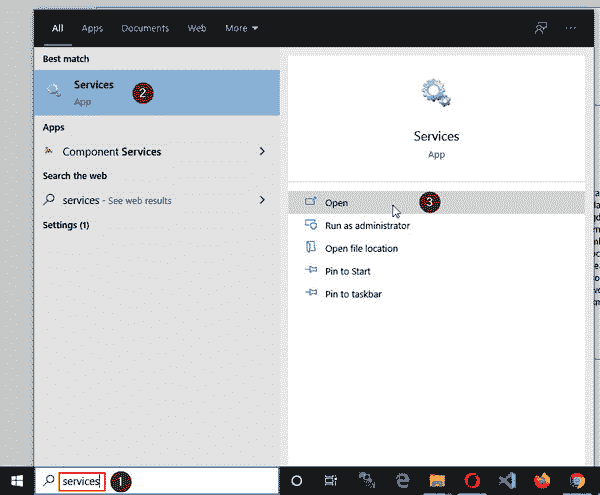 All Apps Documents Web More
Best match
Services
App
2
Apps
Component Services
Search the web
services - See web results
Settings (1)
Services
App
Open
3
Run as administrator
Open file location
Pin to Start
Pin to taskbar
services
1